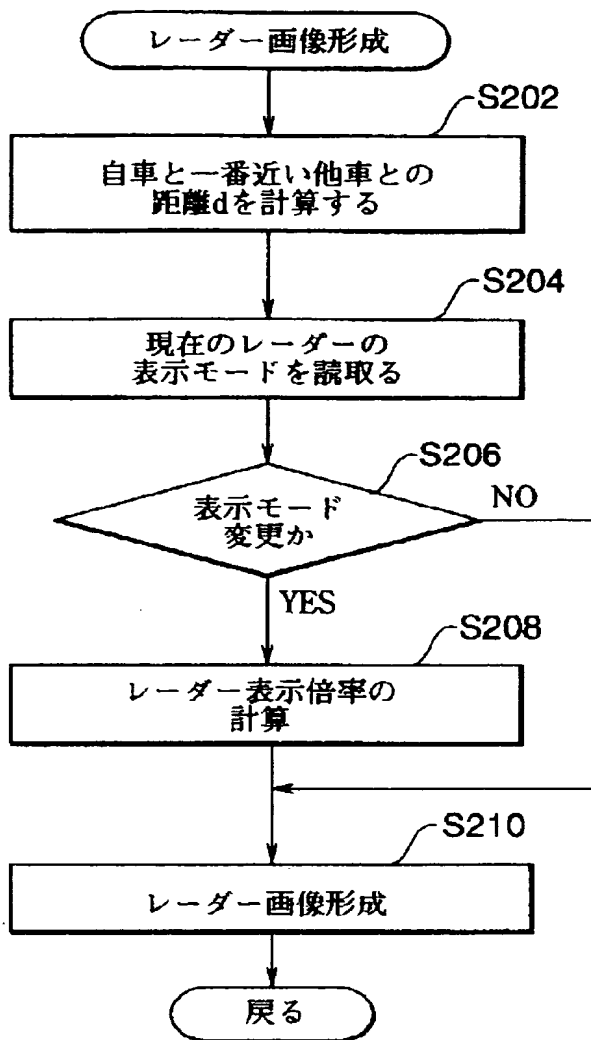 レーダー画像形成
S202
自車と一番近い他車との
距離dを計算する
S204
現在のレーダーの
表示モードを読取る
S206
表示モード
変更か
NO
YES
S208
レーダー表示倍率の
計算
S210
レーダー画像形成
戻る